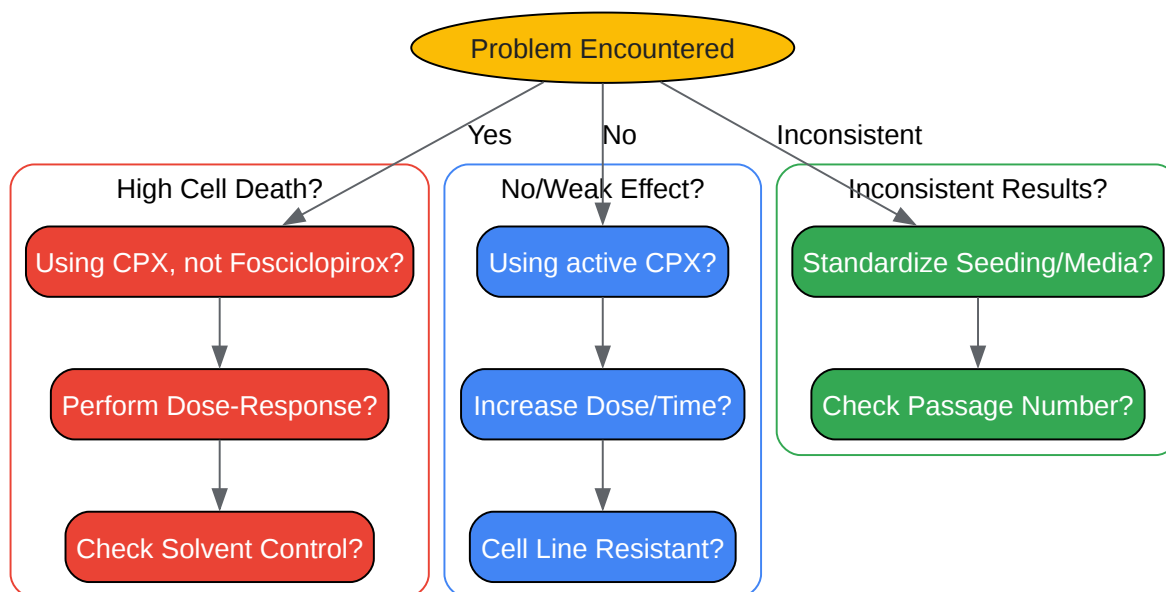 Problem Encountered
Yes
No
Inconsistent
High Cell Death?
No/Weak Effect?
Inconsistent Results?
Using CPX, not Fosciclopirox?
Using active CPX?
Standardize Seeding/Media?
Perform Dose-Response?
Increase Dose/Time?
Check Passage Number?
Check Solvent Control?
Cell Line Resistant?